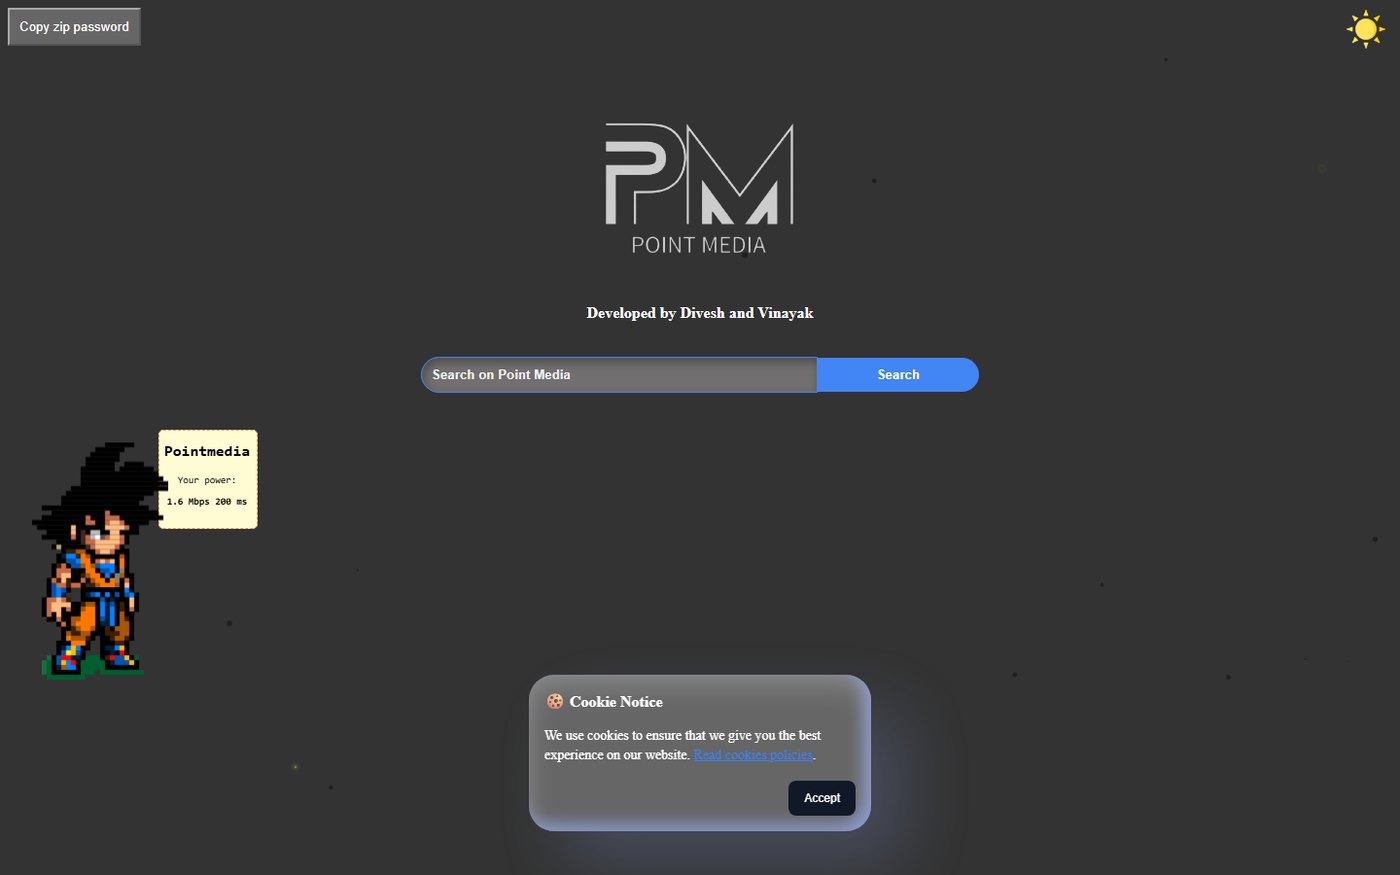 Copy zip password
PM
POINT MEDIA
Developed by Divesh and Vinayak
Search on Point Media
Search
Pointmedia
Your power:
1.6 Mbps 200 ms
🍪 Cookie Notice
We use cookies to ensure that we give you the best
experience on our website. Read cookies policies.
Accept